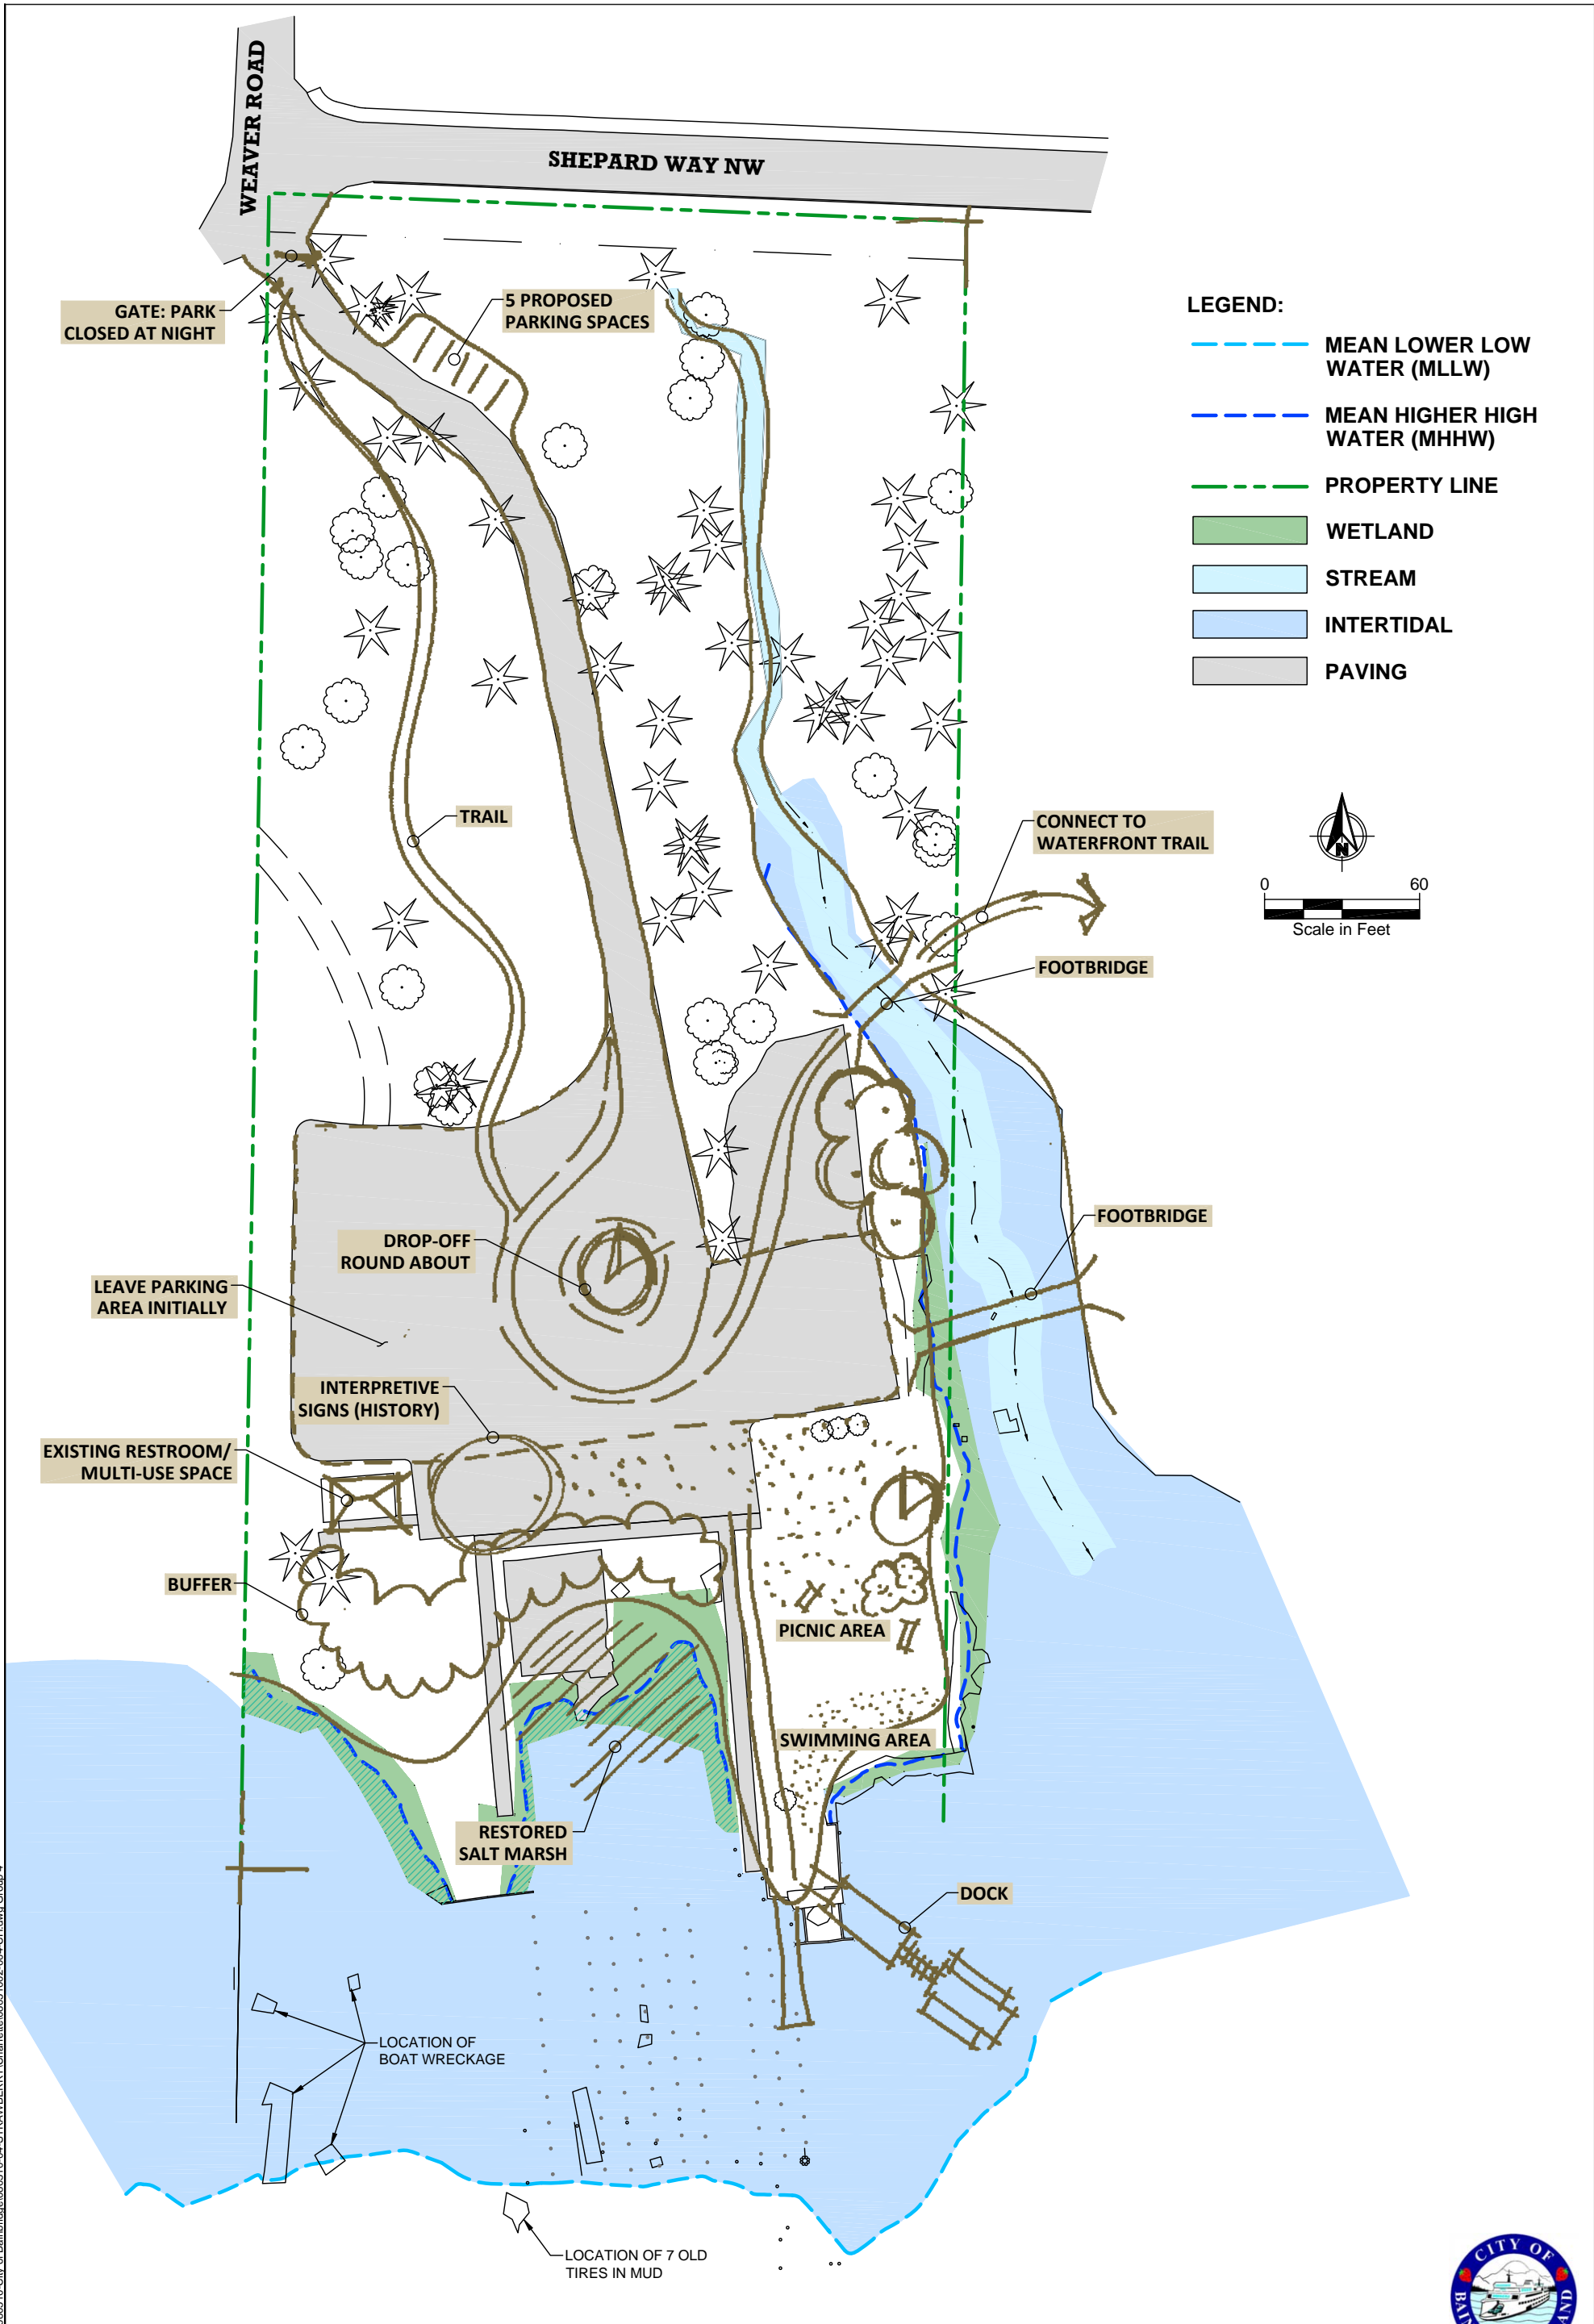 WEAVER ROAD
SHEPARD WAY NW
GATE: PARK
CLOSED AT NIGHT
5 PROPOSED
PARKING SPACES
LEGEND:
MEAN LOWER LOW
WATER (MLLW)
MEAN HIGHER HIGH
WATER (MHHW)
PROPERTY LINE
WETLAND
STREAM
INTERTIDAL
PAVING
TRAIL
CONNECT TO
WATERFRONT TRAIL
N
0 60
Scale in Feet
FOOTBRIDGE
FOOTBRIDGE
DROP-OFF
ROUND ABOUT
LEAVE PARKING
AREA INITIALLY
INTERPRETIVE
SIGNS (HISTORY)
EXISTING RESTROOM/
MULTI-USE SPACE
BUFFER
PICNIC AREA
SWIMMING AREA
RESTORED
SALT MARSH
DOCK
LOCATION OF
BOAT WRECKAGE
LOCATION OF 7 OLD
TIRES IN MUD
CITY OF